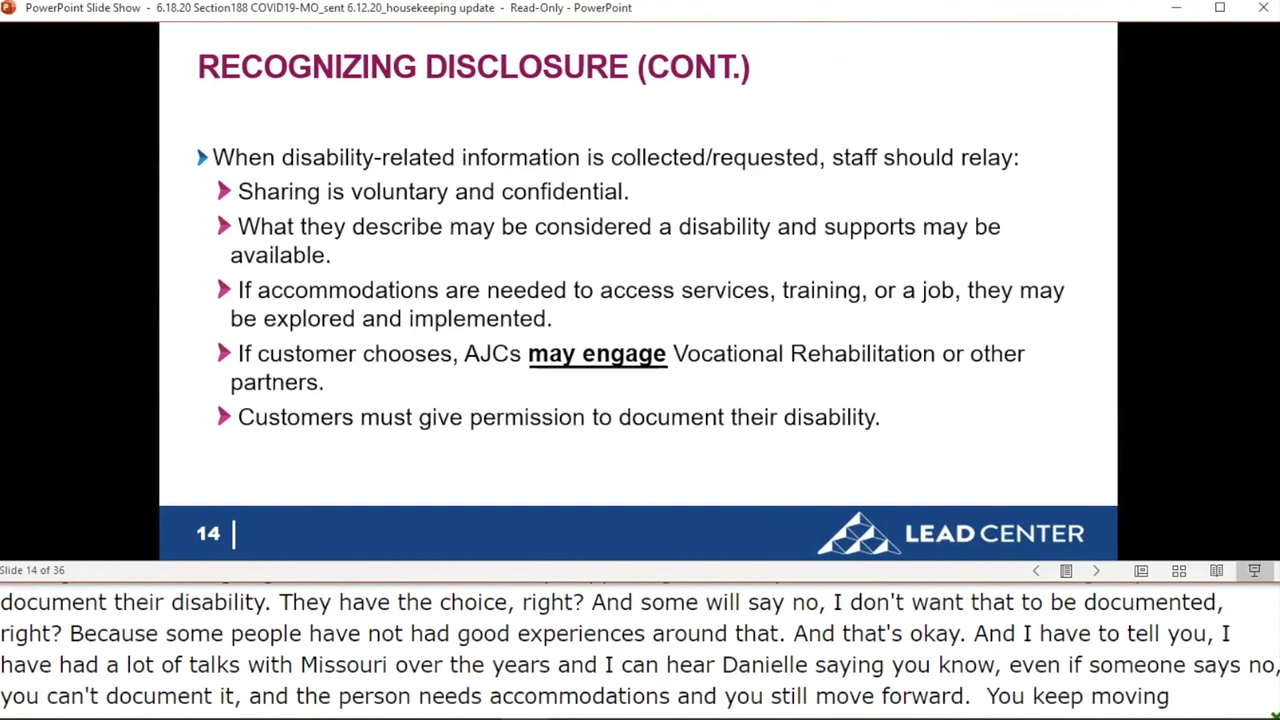 PowerPoint Slide Show - 6.18.20 Section188 COVID19-MO_sent 6.12.20_housekeeping update - Read-Only - PowerPoint
RECOGNIZING DISCLOSURE (CONT.)
When disability-related information is collected/requested, staff should relay:
Sharing is voluntary and confidential.
What they describe may be considered a disability and supports may be
available.
If accommodations are needed to access services, training, or a job, they may
be explored and implemented.
If customer chooses, AJCs may engage Vocational Rehabilitation or other
partners.
Customers must give permission to document their disability.
14
LEAD CENTER
Slide 14 of 36
document their disability. They have the choice, right? And some will say no, I don't want that to be documented,
right? Because some people have not had good experiences around that. And that's okay. And I have to tell you, I
have had a lot of talks with Missouri over the years and I can hear Danielle saying you know, even if someone says no,
you can't document it, and the person needs accommodations and you still move forward.  You keep moving